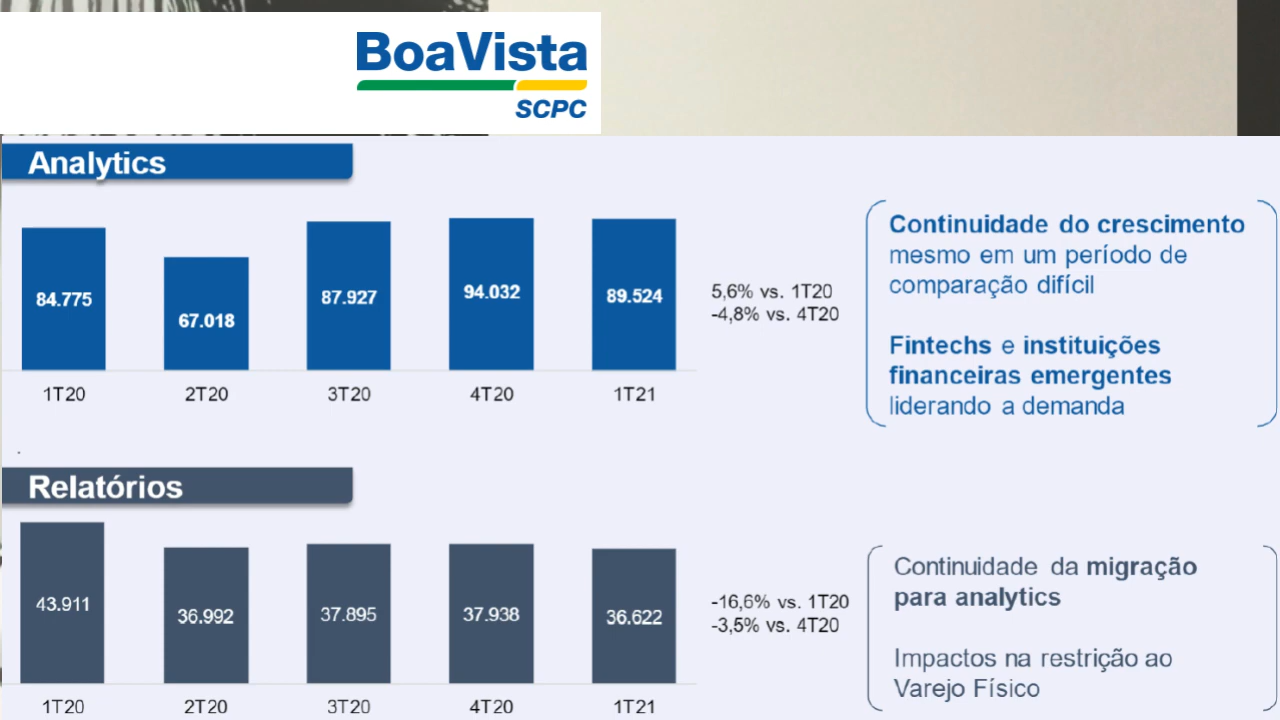 BoaVista
SCPC
Analytics
84.775
67.018
87.927
94.032
89.524
1T20
2T20
3T20
4T20
1T21
5,6% vs. 1T20
-4,8% vs. 4T20
Continuidade do crescimento
mesmo em um período de
comparação difícil
Fintechs e instituições
financeiras emergentes
liderando a demanda
Relatórios
43.911
36.992
37.895
37.938
36.622
1T20
2T20
3T20
4T20
1T21
-16,6% vs. 1T20
-3,5% vs. 4T20
Continuidade da migração
para analytics
Impactos na restrição ao
Varejo Físico